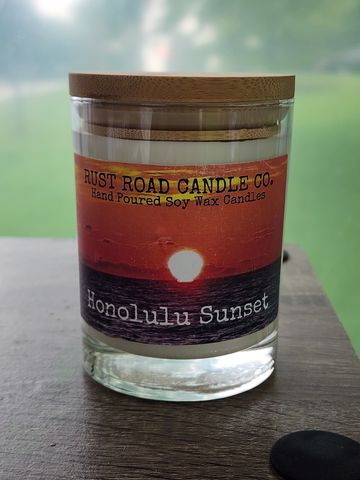 RUST ROAD CANDLE CO.
Hand Poured Soy Wax Candles
Honolulu Sunset